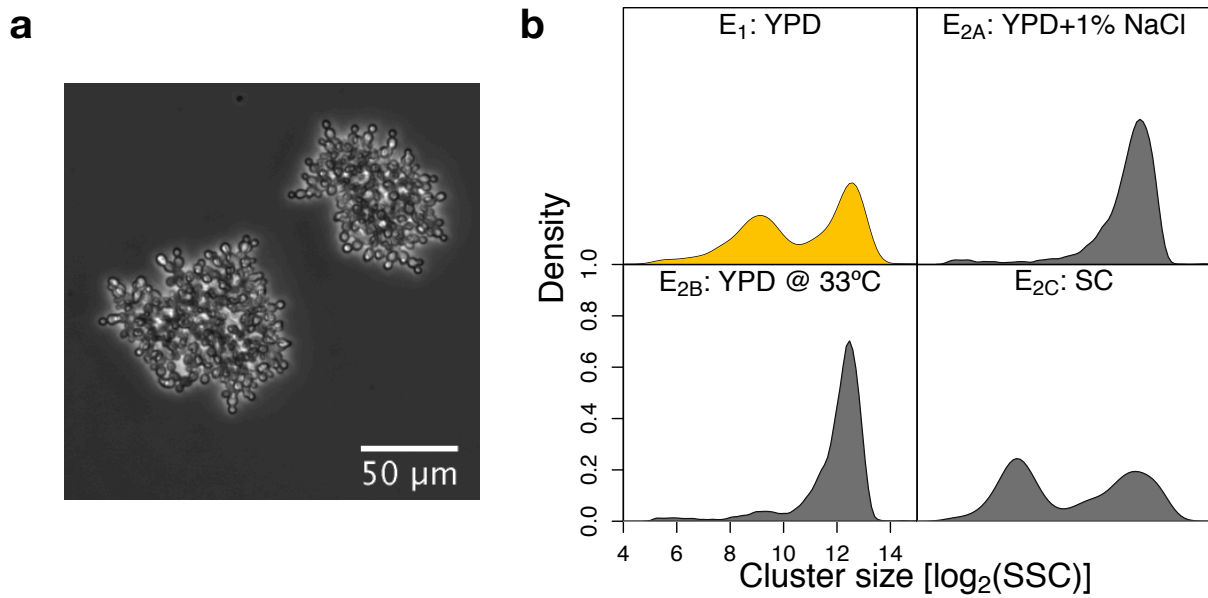 a
50 µm
b
E₁: YPD
E₂A: YPD+1% NaCl
E₂B: YPD @ 33ºC
E₂C: SC
Density
1.0
0.8
0.6
0.4
0.2
0.0
4 6 8 10 12 14
Cluster size [log₂(SSC)]